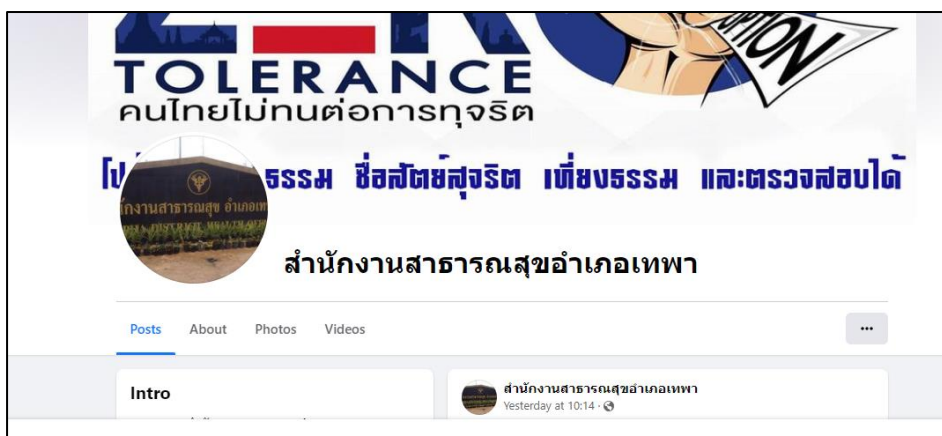 TOLERANCE
คนไทยไม่ทนต่อการทุจริต
ซื่อสัตย์สุจริต เที่ยงธรรม และตรวจสอบได้
สำนักงานสาธารณสุขอำเภอเทพา
Posts About Photos Videos
Intro
สำนักงานสาธารณสุขอำเภอเทพา
Yesterday at 10:14